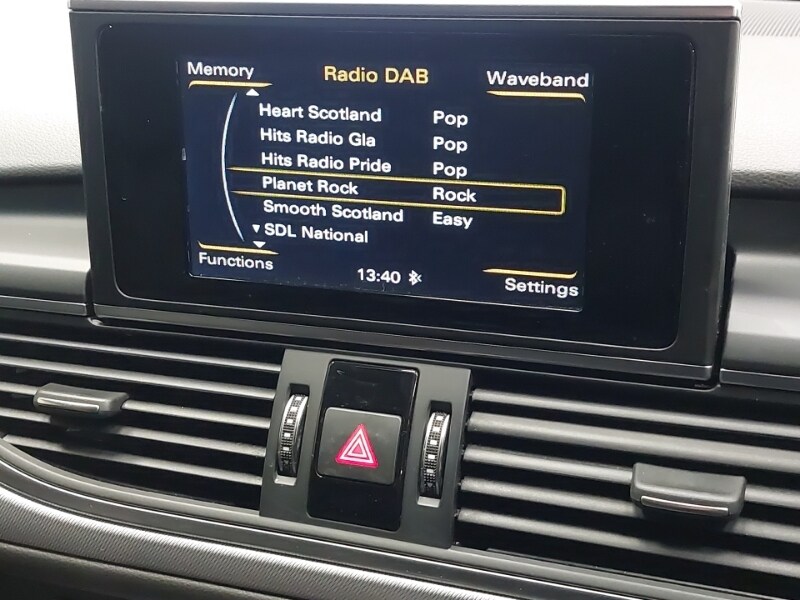 Memory Radio DAB Waveband
Heart Scotland Pop
Hits Radio Gla Pop
Hits Radio Pride Pop
Planet Rock Rock
Smooth Scotland Easy
SDL National
Functions 13:40 Settings